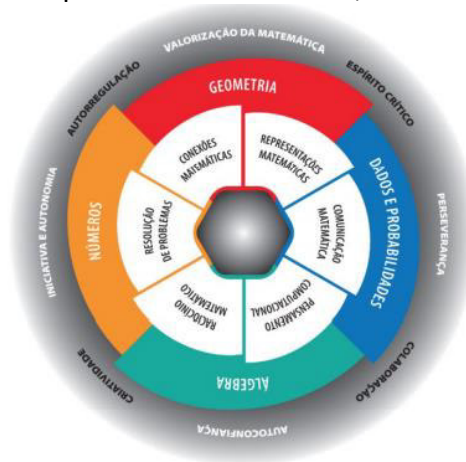 VALORIZAÇÃO DA MATEMÁTICA
ESPÍRITO CRÍTICO
PERSEVERANÇA
COLABORAÇÃO
AUTOCONFIANÇA
CRIATIVIDADE
INICIATIVA E AUTONOMIA
AUTORREGULAÇÃO
GEOMETRIA
DADOS E PROBABILIDADES
ÁLGEBRA
NÚMEROS
CONEXÕES
MATEMÁTICAS
REPRESENTAÇÕES
MATEMÁTICAS
COMUNICAÇÃO
MATEMÁTICA
PENSAMENTO
COMPUTACIONAL
RACIOCÍNIO
MATEMÁTICO
RESOLUÇÃO
DE PROBLEMAS